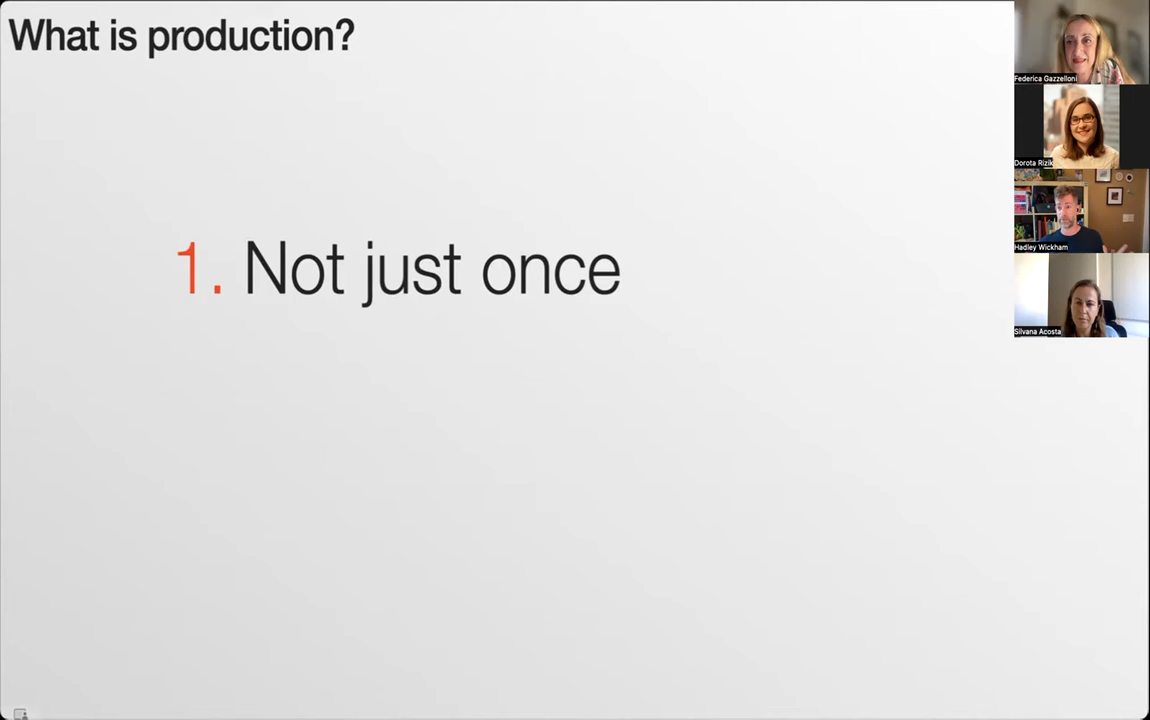 What is production?
1. Not just once
Federica Gazzelloni
Dorota Rizik
Hadley Wickham
Silvana Acosta